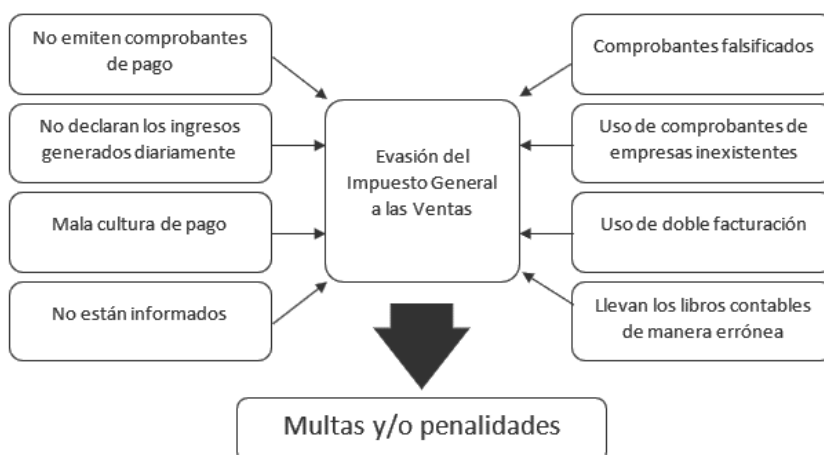 No emiten comprobantes
de pago
No declaran los ingresos
generados diariamente
Mala cultura de pago
No están informados
Evasión del
Impuesto General
a las Ventas
Comprobantes falsificados
Uso de comprobantes de
empresas inexistentes
Uso de doble facturación
Llevan los libros contables
de manera errónea
Multas y/o penalidades